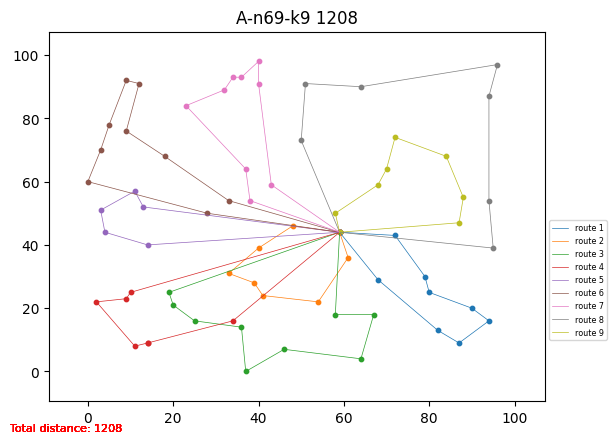 A-n69-k9 1208
100
80
60
40
20
0
0 20 40 60 80 100
route 1
route 2
route 3
route 4
route 5
route 6
route 7
route 8
route 9
Total distance: 1208